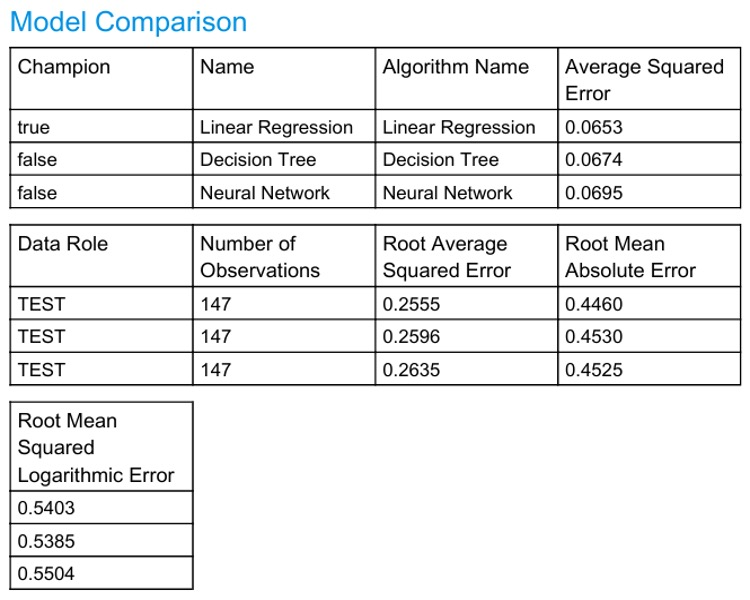 Model Comparison
Champion Name Algorithm Name Average Squared Error
true Linear Regression Linear Regression 0.0653
false Decision Tree Decision Tree 0.0674
false Neural Network Neural Network 0.0695
Data Role Number of Observations Root Average Squared Error Root Mean Absolute Error
TEST 147 0.2555 0.4460
TEST 147 0.2596 0.4530
TEST 147 0.2635 0.4525
Root Mean
Squared
Logarithmic Error
0.5403
0.5385
0.5504